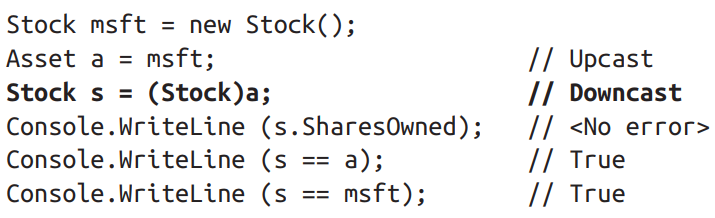 Stock msft = new Stock();
Asset a = msft; // Upcast
Stock s = (Stock)a; // Downcast
Console.WriteLine (s.SharesOwned); // <No error>
Console.WriteLine (s == a); // True
Console.WriteLine (s == msft); // True